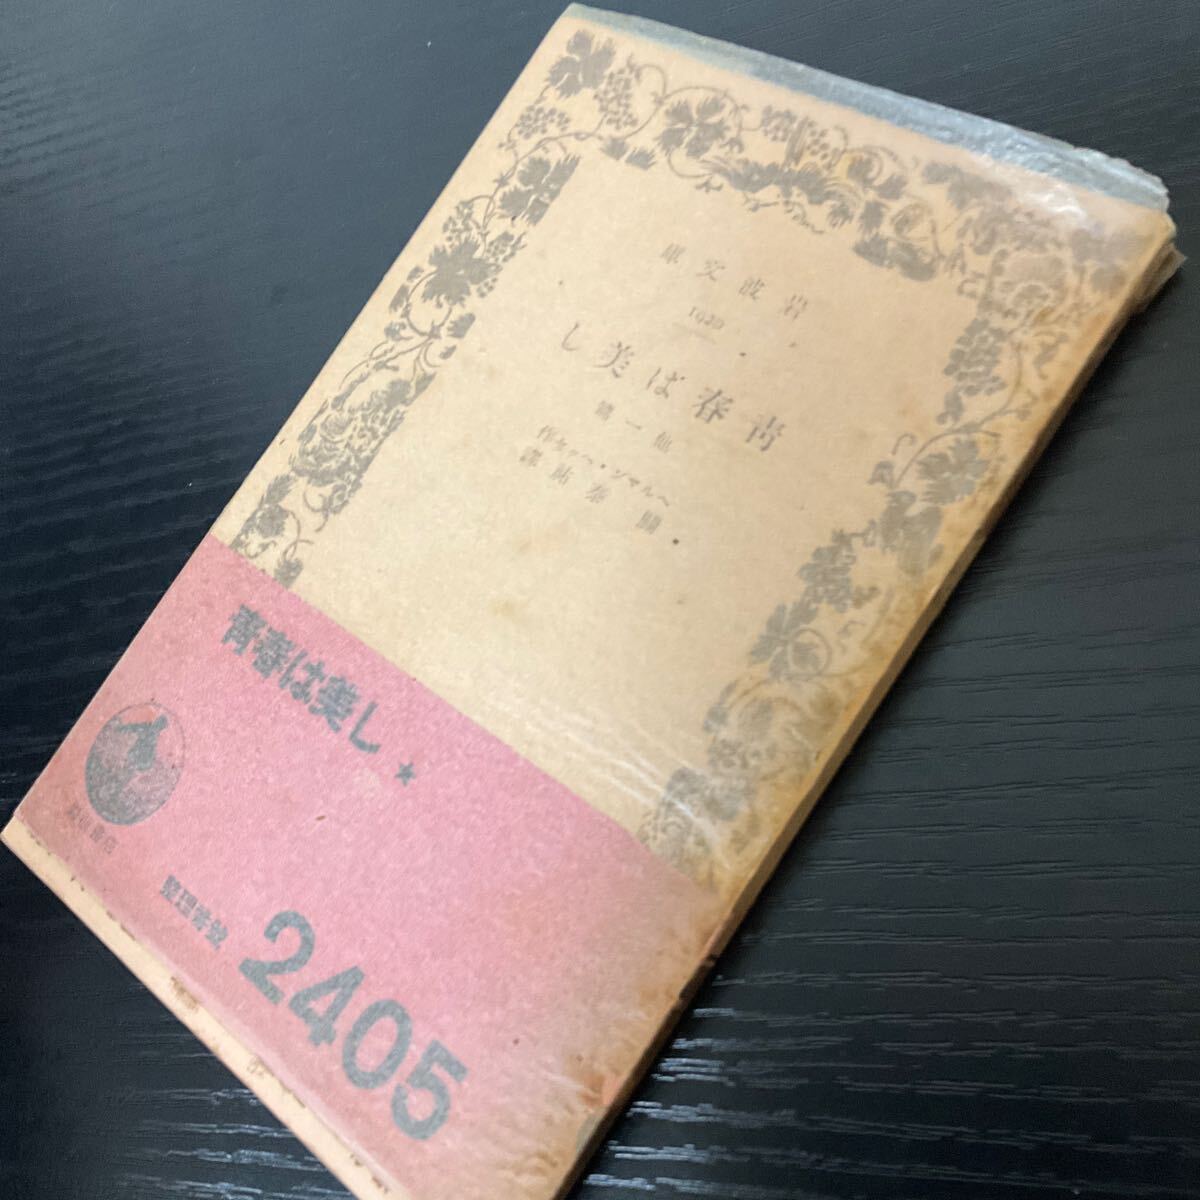 岩波文庫
青春は美し
他一篇
ヘルマン・ヘッセ作
關泰祐譯
青春は美し ★
岩波書店
整理番号 2405